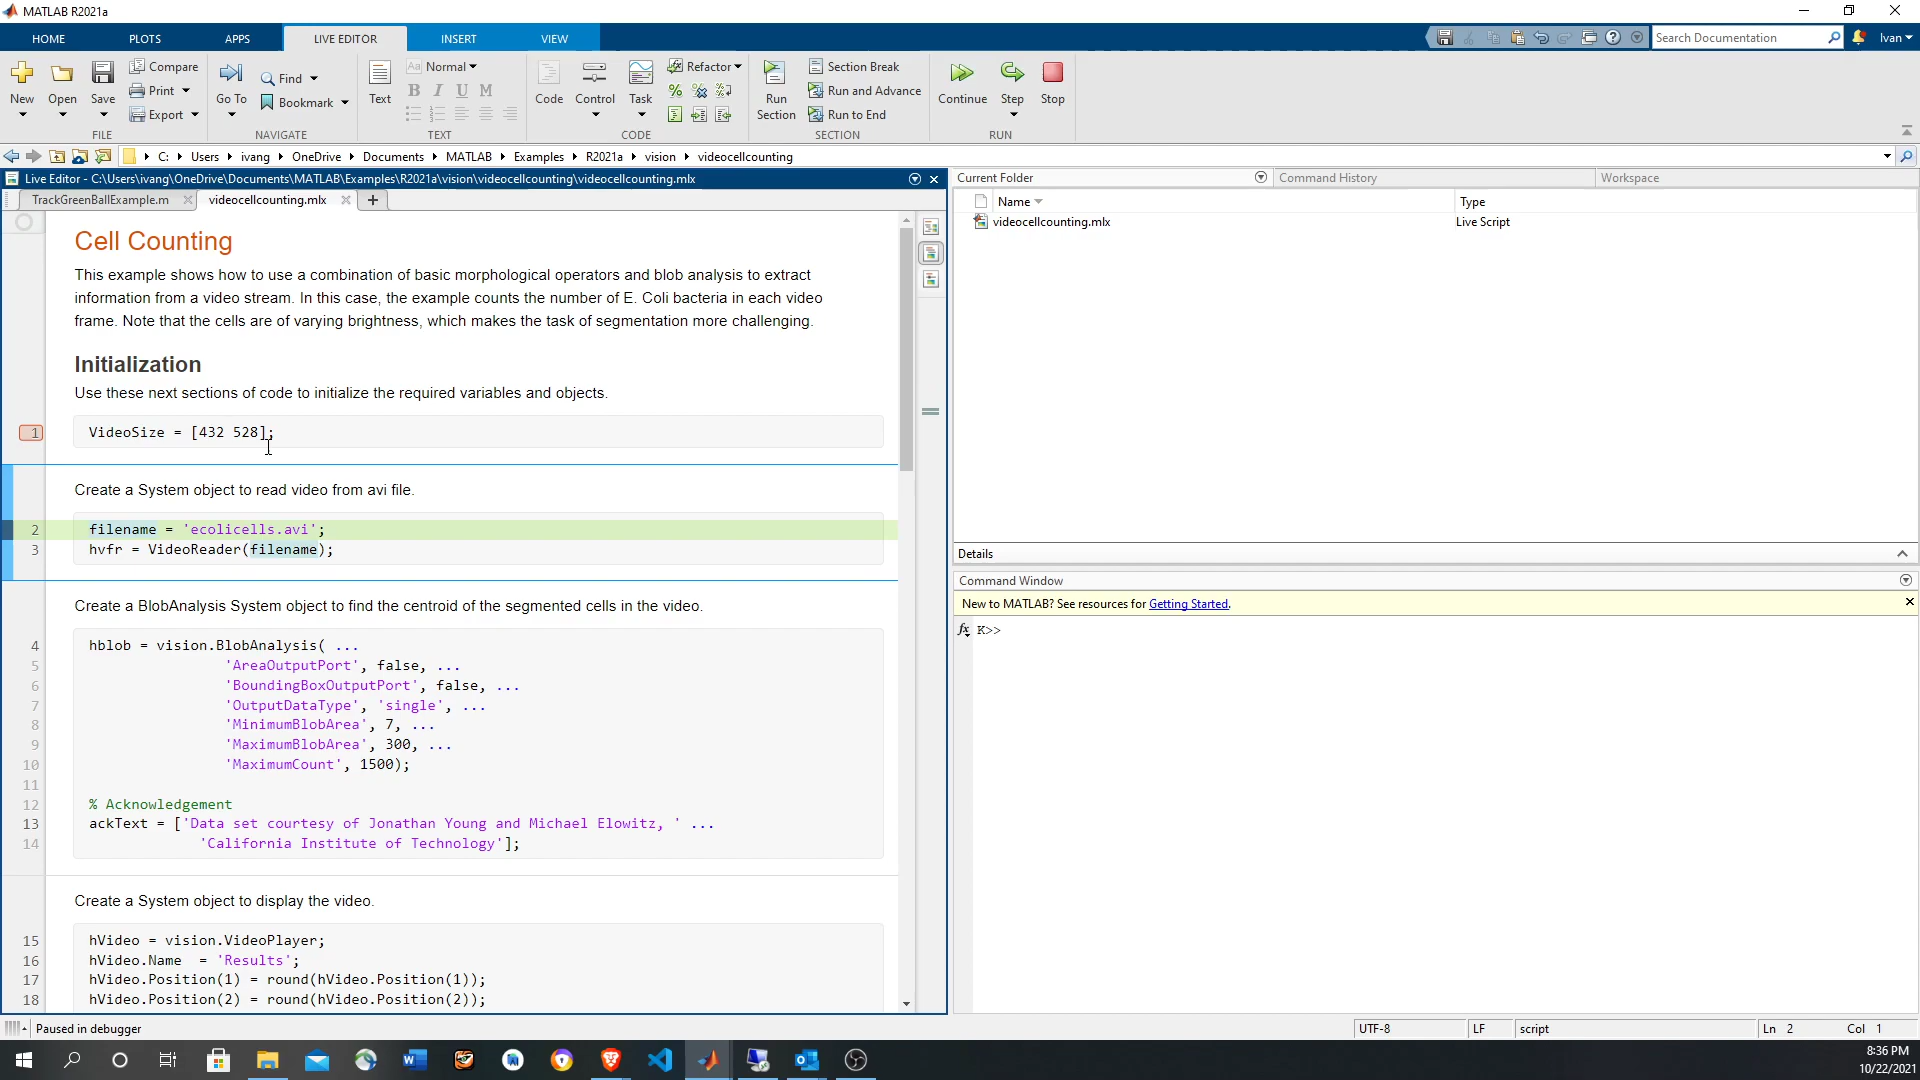 MATLAB R2021a
HOME PLOTS APPS LIVE EDITOR INSERT VIEW Search Documentation Ivan
New Open Save Compare Print Export FILE
Go To Find Bookmark NAVIGATE
Text Aa Normal B I U M TEXT
Code Control Task Refactor CODE
Run Section Section Break Run and Advance Run to End SECTION
Continue Step Stop RUN
C: Users ivang OneDrive Documents MATLAB Examples R2021a vision videocellcounting
Live Editor - C:\Users\ivang\OneDrive\Documents\MATLAB\Examples\R2021a\vision\videocellcounting\videocellcounting.mlx
TrackGreenBallExample.m videocellcounting.mlx
Cell Counting
This example shows how to use a combination of basic morphological operators and blob analysis to extract
information from a video stream. In this case, the example counts the number of E. Coli bacteria in each video
frame. Note that the cells are of varying brightness, which makes the task of segmentation more challenging.
Initialization
Use these next sections of code to initialize the required variables and objects.
1 VideoSize = [432 528];
Create a System object to read video from avi file.
2 filename = 'ecolicells.avi';
3 hvfr = VideoReader(filename);
Create a BlobAnalysis System object to find the centroid of the segmented cells in the video.
4 hblob = vision.BlobAnalysis( ...
5 'AreaOutputPort', false, ...
6 'BoundingBoxOutputPort', false, ...
7 'OutputDataType', 'single', ...
8 'MinimumBlobArea', 7, ...
9 'MaximumBlobArea', 300, ...
10 'MaximumCount', 1500);
11
12 % Acknowledgement
13 ackText = ['Data set courtesy of Jonathan Young and Michael Elowitz, ' ...
14 'California Institute of Technology'];
Create a System object to display the video.
15 hVideo = vision.VideoPlayer;
16 hVideo.Name = 'Results';
17 hVideo.Position(1) = round(hVideo.Position(1));
18 hVideo.Position(2) = round(hVideo.Position(2));
Current Folder Command History Workspace
Name Type
videocellcounting.mlx Live Script
Details
Command Window
New to MATLAB? See resources for Getting Started.
fx K>>
Paused in debugger UTF-8 LF script Ln 2 Col 1
8:36 PM
10/22/2021